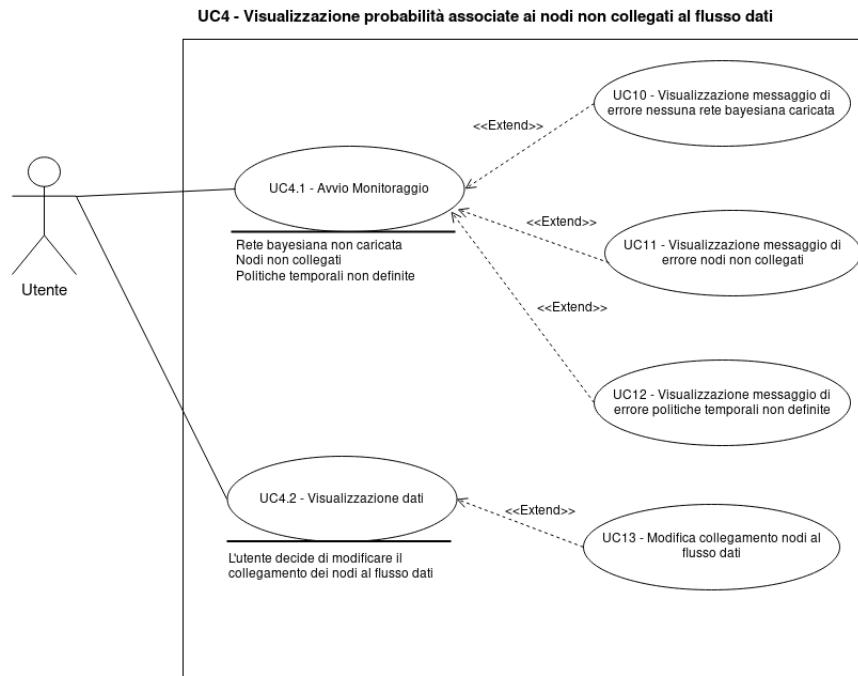 UC4 - Visualizzazione probabilità associate ai nodi non collegati al flusso dati
UC10 - Visualizzazione messaggio di
errore nessuna rete bayesiana caricata
<<Extend>>
UC4.1 - Avvio Monitoraggio
<<Extend>>
UC11 - Visualizzazione messaggio di
errore nodi non collegati
Rete bayesiana non caricata
Nodi non collegati
Politiche temporali non definite
Utente
<<Extend>>
UC12 - Visualizzazione messaggio di
errore politiche temporali non definite
UC4.2 - Visualizzazione dati
<<Extend>>
UC13 - Modifica collegamento nodi al
flusso dati
L'utente decide di modificare il
collegamento dei nodi al flusso dati